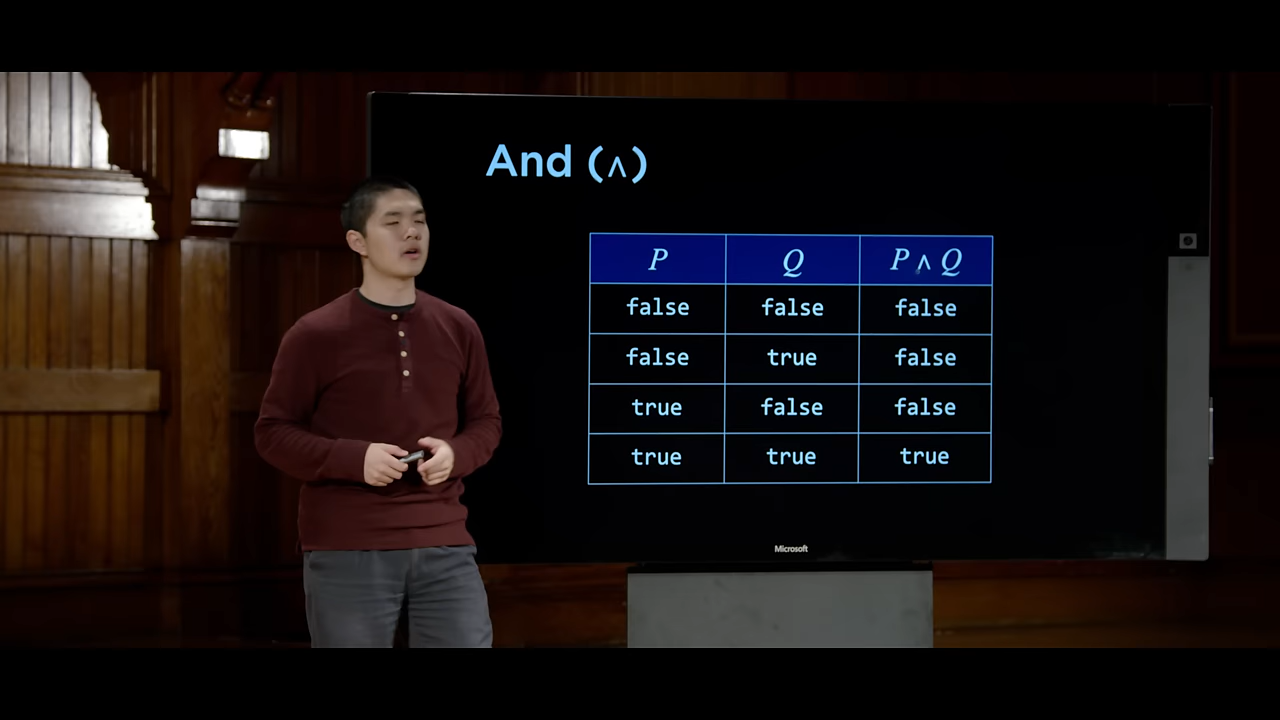 And (∧)
P Q P ∧ Q
false false false
false true false
true false false
true true true
Microsoft